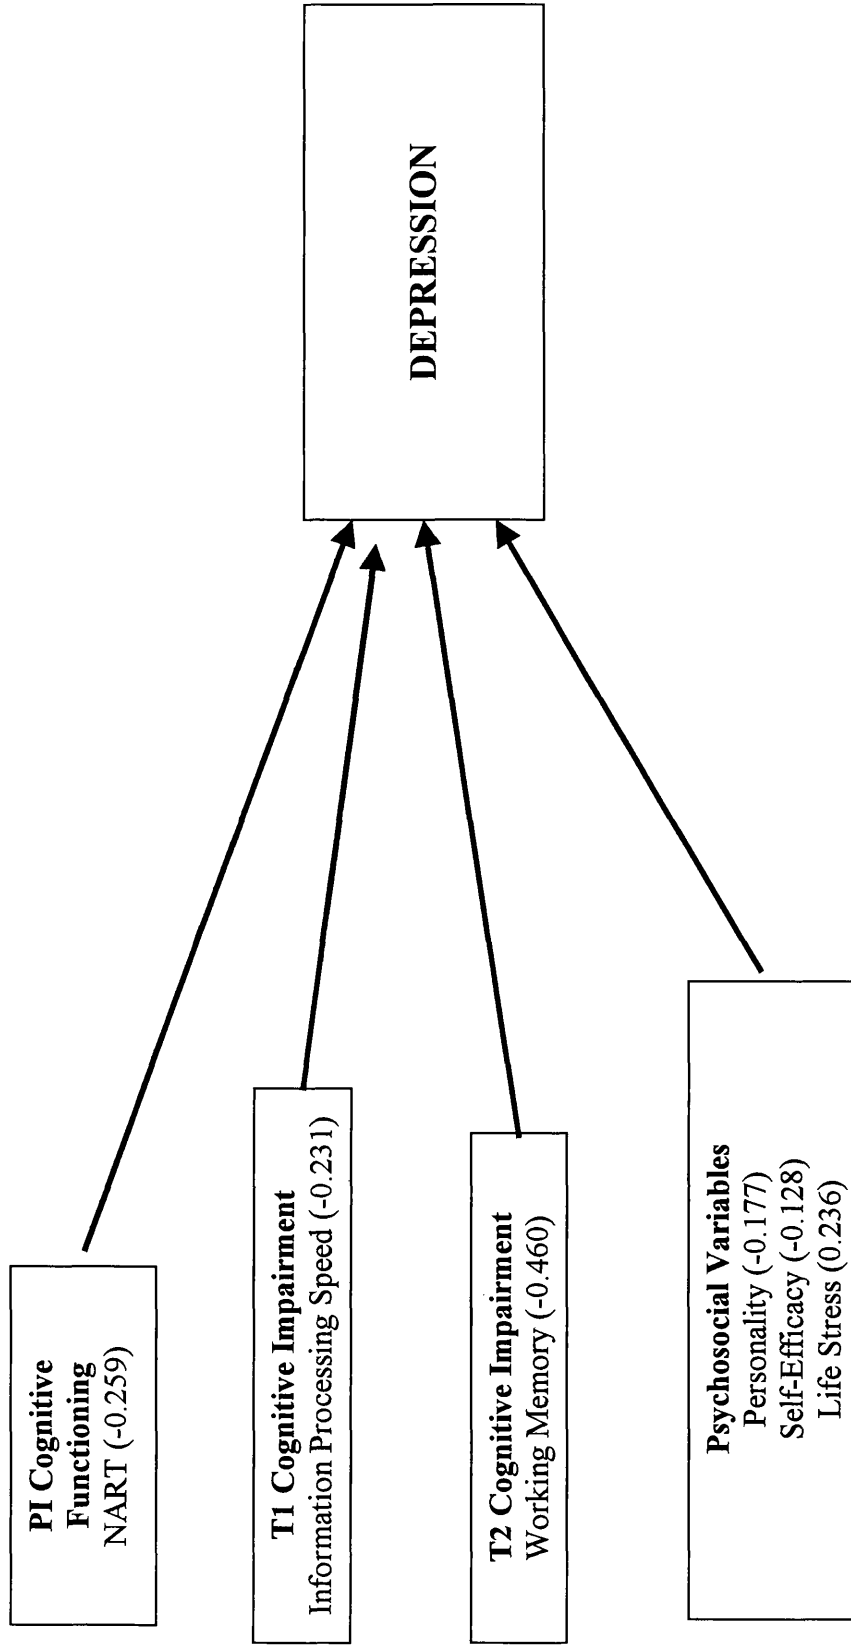 PI Cognitive
Functioning
NART (-0.259)
T1 Cognitive Impairment
Information Processing Speed (-0.231)
T2 Cognitive Impairment
Working Memory (-0.460)
Psychosocial Variables
Personality (-0.177)
Self-Efficacy (-0.128)
Life Stress (0.236)
DEPRESSION